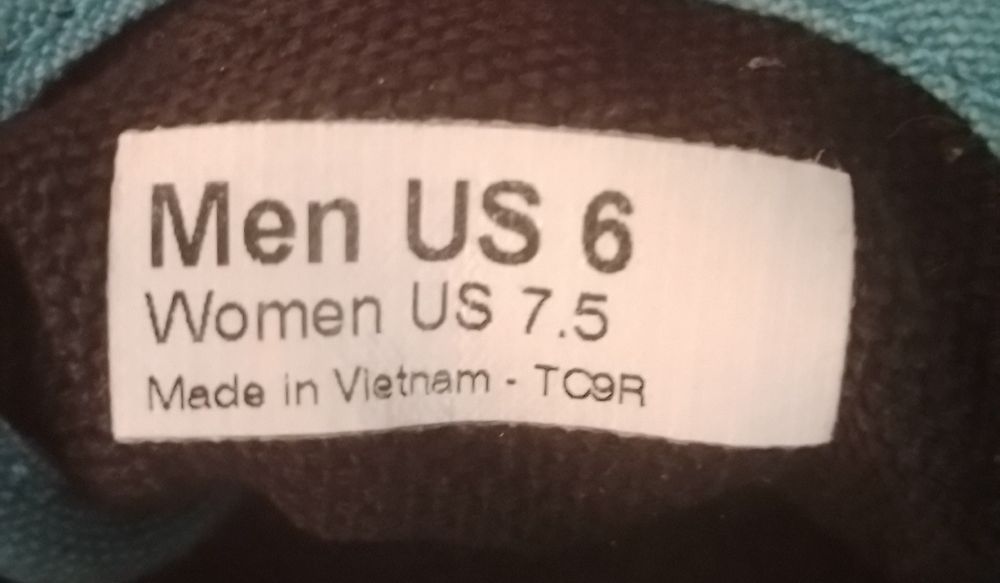 Men US 6
Women US 7.5
Made in Vietnam - TC9R